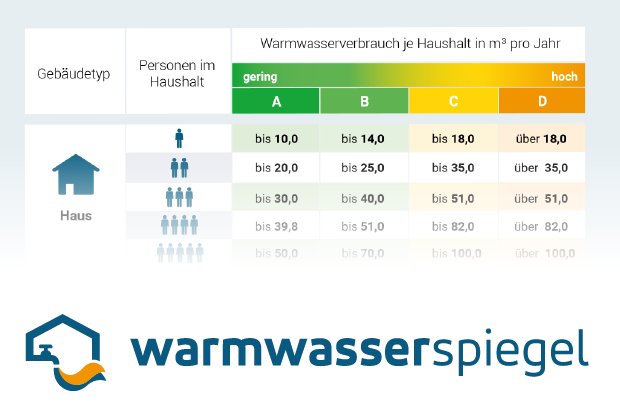 Gebäudetyp
Personen im
Haushalt
Warmwasserverbrauch je Haushalt in m³ pro Jahr
gering hoch
A B C D
Haus
bis 10,0 bis 14,0 bis 18,0 über 18,0
bis 20,0 bis 25,0 bis 35,0 über 35,0
bis 30,0 bis 40,0 bis 51,0 über 51,0
bis 39,8 bis 51,0 bis 82,0 über 82,0
bis 50,0 bis 70,0 bis 100,0 über 100,0
warmwasserspiegel